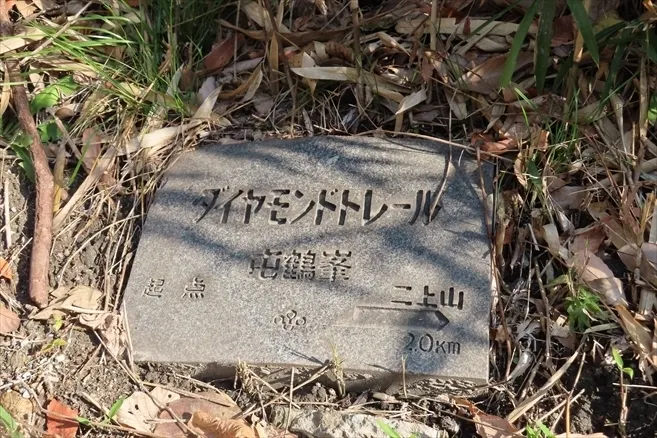 ダイヤモンドトレール
屯鶴峯
起点
二上山
2.0KM